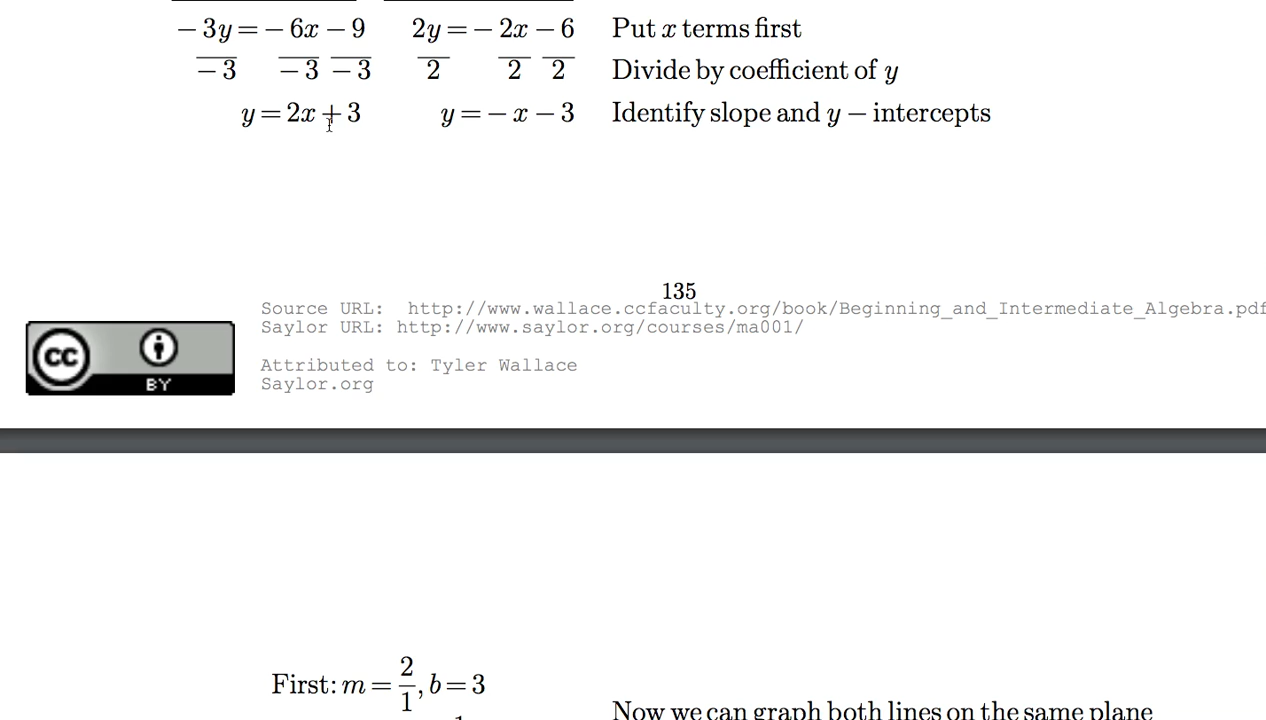 − 3y = − 6x − 9   2y = − 2x − 6   Put x terms first
− 3   − 3   − 3   2   2   2   Divide by coefficient of y
y = 2x + 3   y = − x − 3   Identify slope and y − intercepts
135
Source URL: http://www.wallace.ccfaculty.org/book/Beginning_and_Intermediate_Algebra.pdf
Saylor URL: http://www.saylor.org/courses/ma001/
Attributed to: Tyler Wallace
Saylor.org
cc
BY
First: m = 2/1, b = 3
1
Now we can graph both lines on the same plane